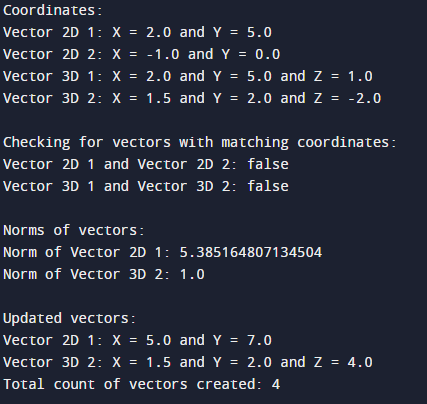 Coordinates:
Vector 2D 1: X = 2.0 and Y = 5.0
Vector 2D 2: X = -1.0 and Y = 0.0
Vector 3D 1: X = 2.0 and Y = 5.0 and Z = 1.0
Vector 3D 2: X = 1.5 and Y = 2.0 and Z = -2.0
Checking for vectors with matching coordinates:
Vector 2D 1 and Vector 2D 2: false
Vector 3D 1 and Vector 3D 2: false
Norms of vectors:
Norm of Vector 2D 1: 5.385164807134504
Norm of Vector 3D 2: 1.0
Updated vectors:
Vector 2D 1: X = 5.0 and Y = 7.0
Vector 3D 2: X = 1.5 and Y = 2.0 and Z = 4.0
Total count of vectors created: 4